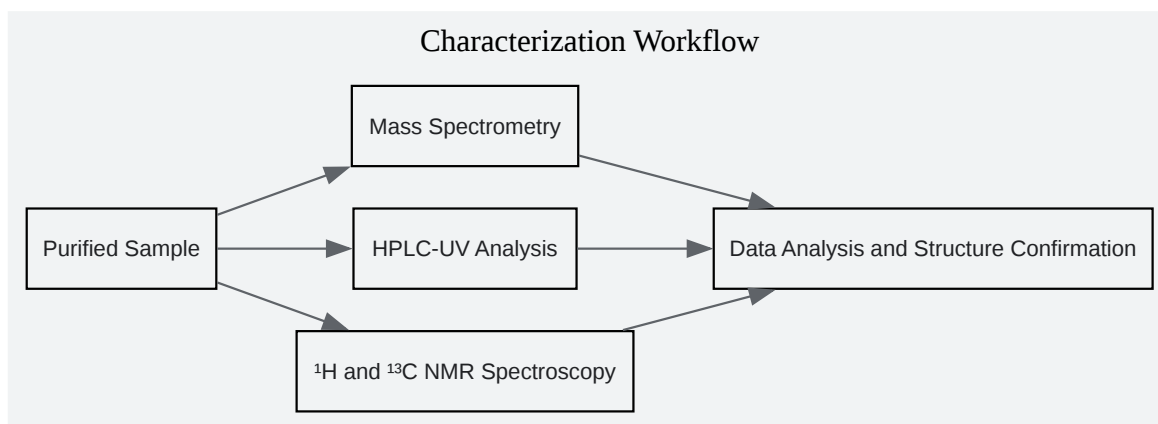 Characterization Workflow
Mass Spectrometry
Purified Sample
HPLC-UV Analysis
Data Analysis and Structure Confirmation
¹H and ¹³C NMR Spectroscopy